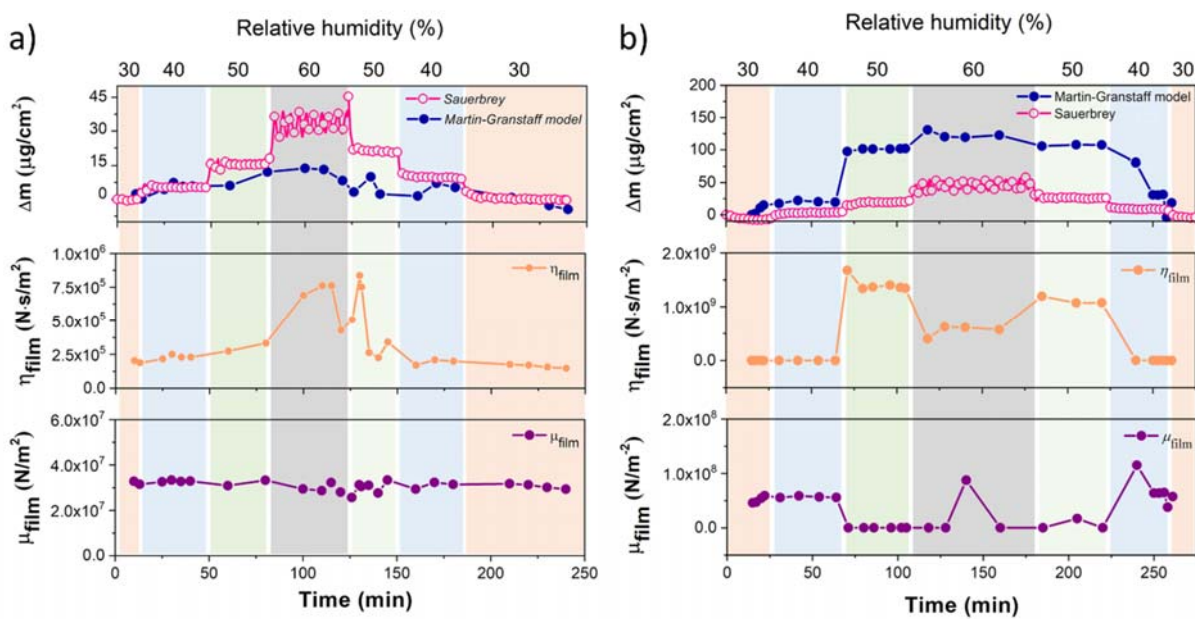 a)
Relative humidity (%)
30 40 50 60 50 40 30
Δm (μg/cm²)
45
30
15
0
Sauerbrey
Martin-Granstaff model
η_film (N·s/m²)
1.0x10⁶
7.5x10⁵
5.0x10⁵
2.5x10⁵
0.0
η_film
μ_film (N/m²)
6.0x10⁷
4.0x10⁷
2.0x10⁷
0.0
μ_film
0 50 100 150 200 250
Time (min)
b)
Relative humidity (%)
30 40 50 60 50 40 30
Δm (μg/cm²)
200
150
100
50
0
Martin-Granstaff model
Sauerbrey
η_film (N·s/m⁻²)
2.0x10⁹
1.0x10⁹
0.0
η_film
μ_film (N/m⁻²)
2.0x10⁸
1.0x10⁸
0.0
μ_film
0 50 100 150 200 250
Time (min)